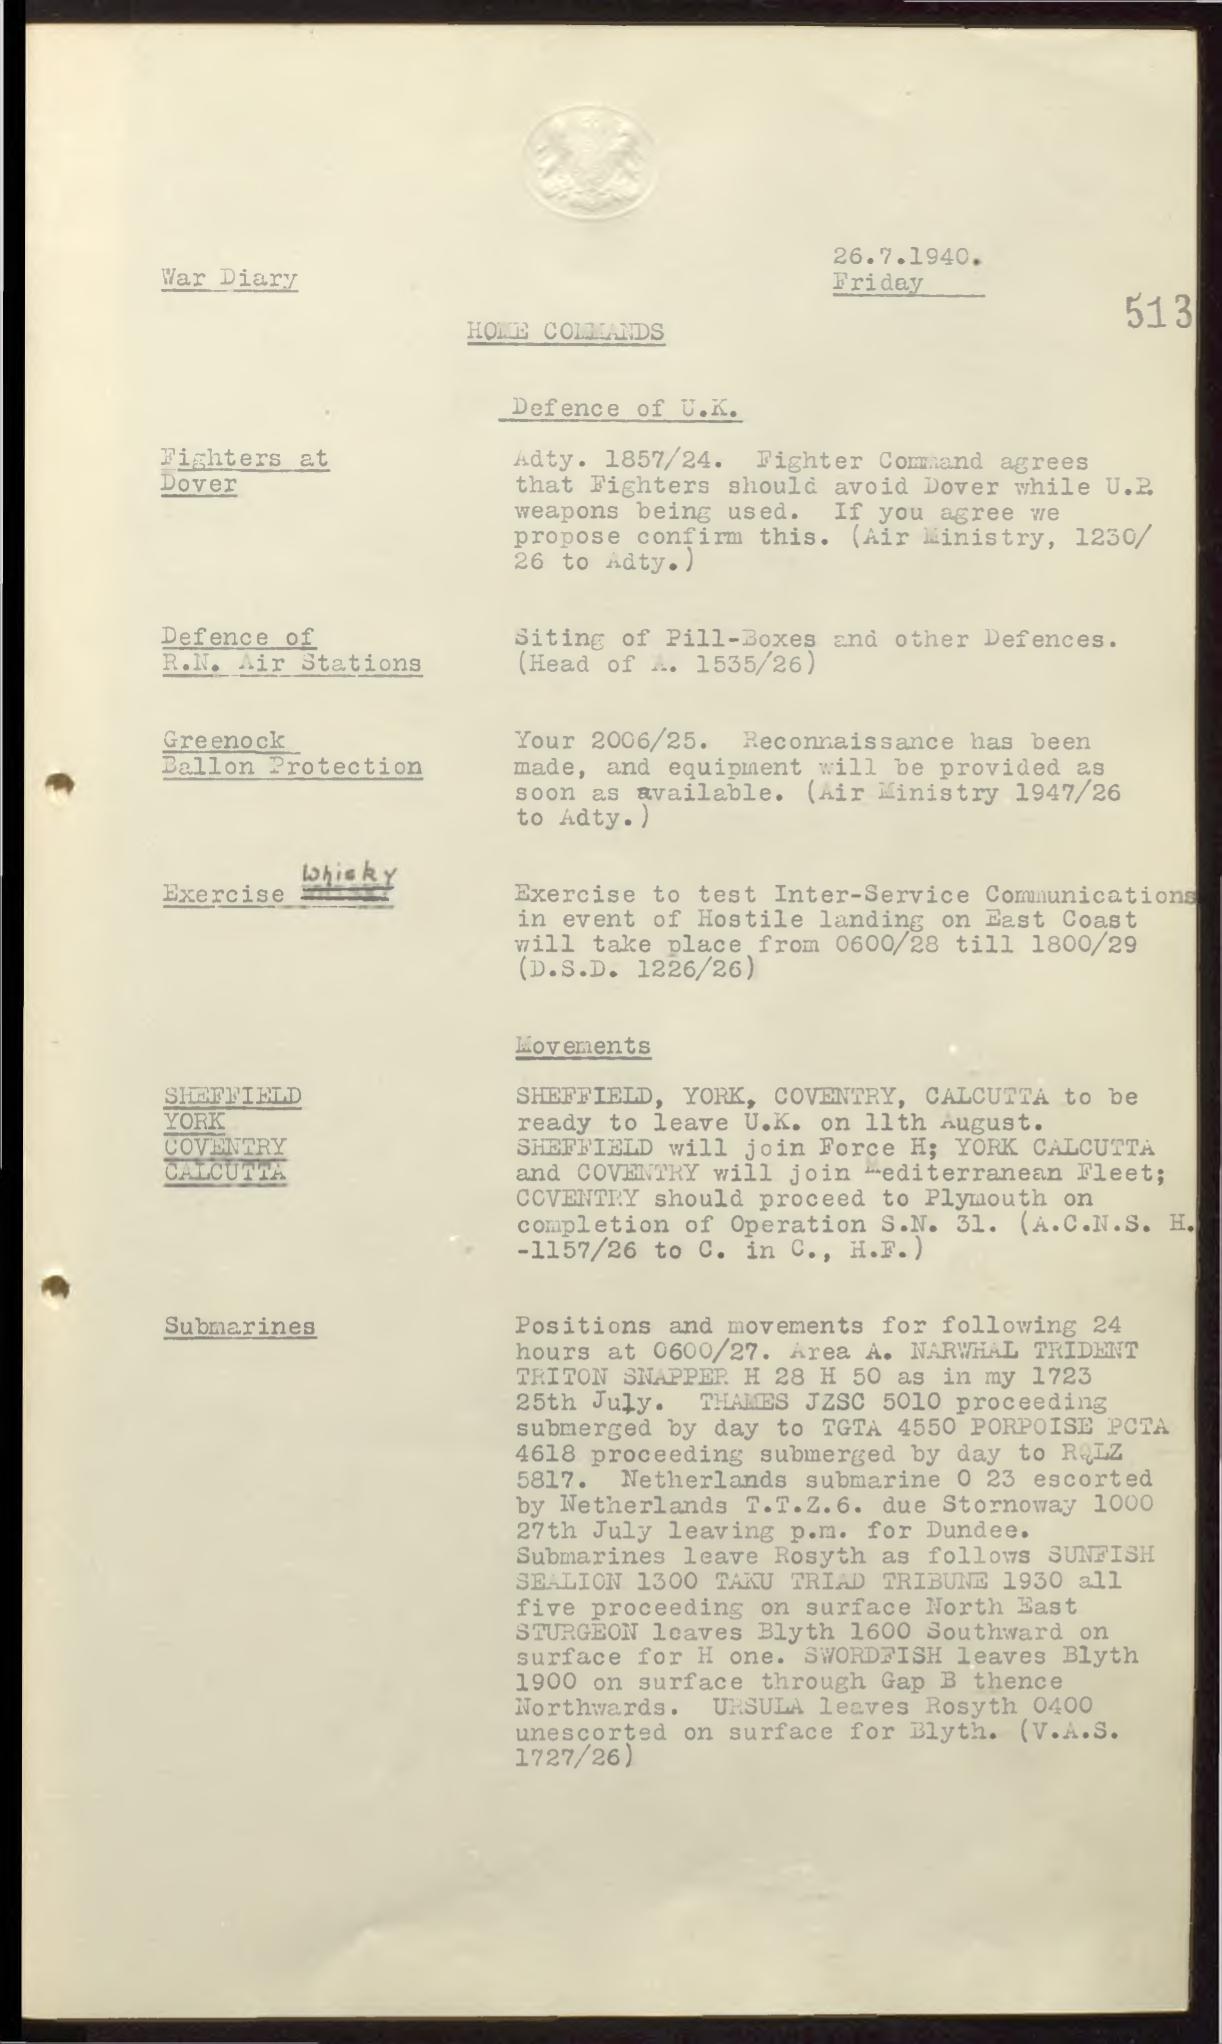 26.7.1940.
War Diary
Friday
513
HOME COMMANDS
Defence of U.K.
Fighters at
Dover
Adty. 1857/24. Fighter Command agrees
that Fighters should avoid Dover while U.P.
weapons being used. If you agree we
propose confirm this. (Air Ministry, 1230/
26 to Adty.)
Defence of
R.N. Air Stations
Siting of Pill-Boxes and other Defences.
(Head of A. 1535/26)
Greenock
Ballon Protection
Your 2006/25. Reconnaissance has been
made, and equipment will be provided as
soon as available. (Air Ministry 1947/26
to Adty.)
Exercise Whisky
Exercise to test Inter-Service Communications
in event of Hostile landing on East Coast
will take place from 0600/28 till 1800/29
(D.S.D. 1226/26)
Movements
SHEFFIELD
YORK
COVENTRY
CALCUTTA
SHEFFIELD, YORK, COVENTRY, CALCUTTA to be
ready to leave U.K. on 11th August.
SHEFFIELD will join Force H; YORK CALCUTTA
and COVENTRY will join Mediterranean Fleet;
COVENTRY should proceed to Plymouth on
completion of Operation S.N. 31. (A.C.N.S. H.
-1157/26 to C. in C., H.F.)
Submarines
Positions and movements for following 24
hours at 0600/27. Area A. NARWHAL TRIDENT
TRITON SNAPPER H 28 H 50 as in my 1723
25th July. THAMES JZSC 5010 proceeding
submerged by day to TGTA 4550 PORPOISE PCTA
4618 proceeding submerged by day to RQLZ
5817. Netherlands submarine O 23 escorted
by Netherlands T.T.Z.6. due Stornoway 1000
27th July leaving p.m. for Dundee.
Submarines leave Rosyth as follows SUNFISH
SEALION 1300 TAKU TRIAD TRIBUNE 1930 all
five proceeding on surface North East
STURGEON leaves Blyth 1600 Southward on
surface for H one. SWORDFISH leaves Blyth
1900 on surface through Gap B thence
Northwards. URSULA leaves Rosyth 0400
unescorted on surface for Blyth. (V.A.S.
1727/26)